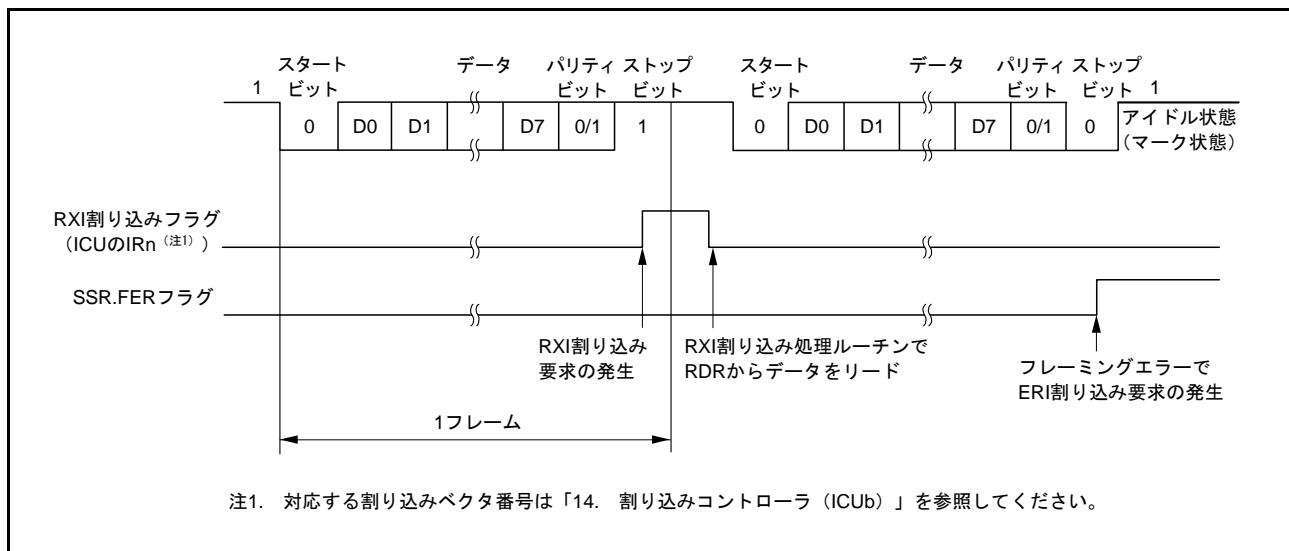 スタート データ パリティ ストップ スタート データ パリティ ストップ
1 ビット ビット ビット ビット ビット ビット 1
0 D0 D1 D7 0/1 1 0 D0 D1 D7 0/1 0 アイドル状態
(マーク状態)
RXI割り込みフラグ
(ICUのIRn(注1))
SSR.FERフラグ
RXI割り込み
要求の発生
RXI割り込み処理ルーチンで
RDRからデータをリード
フレーミングエラーで
ERI割り込み要求の発生
1フレーム
注1. 対応する割り込みベクタ番号は「14. 割り込みコントローラ(ICUb)」を参照してください。